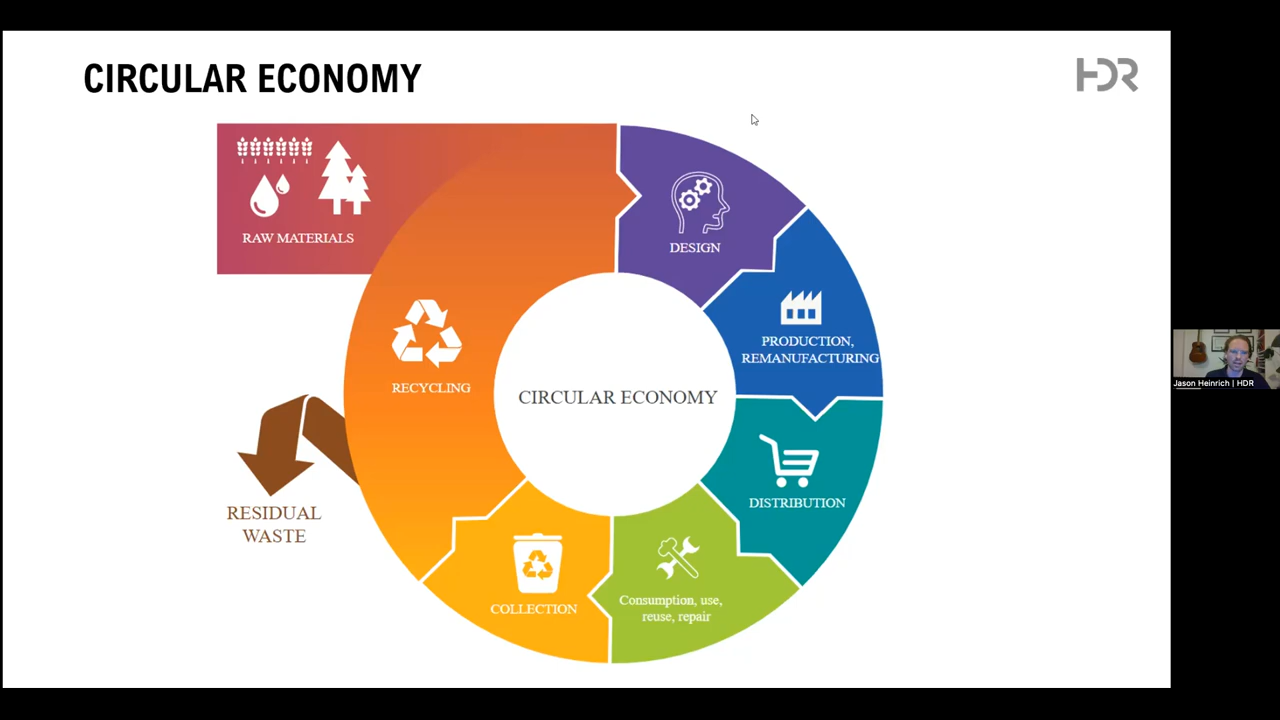 CIRCULAR ECONOMY
HDR
RAW MATERIALS
DESIGN
PRODUCTION,
REMANUFACTURING
RECYCLING
CIRCULAR ECONOMY
DISTRIBUTION
RESIDUAL
WASTE
COLLECTION
Consumption, use,
reuse, repair
Jason Heinrich | HDR